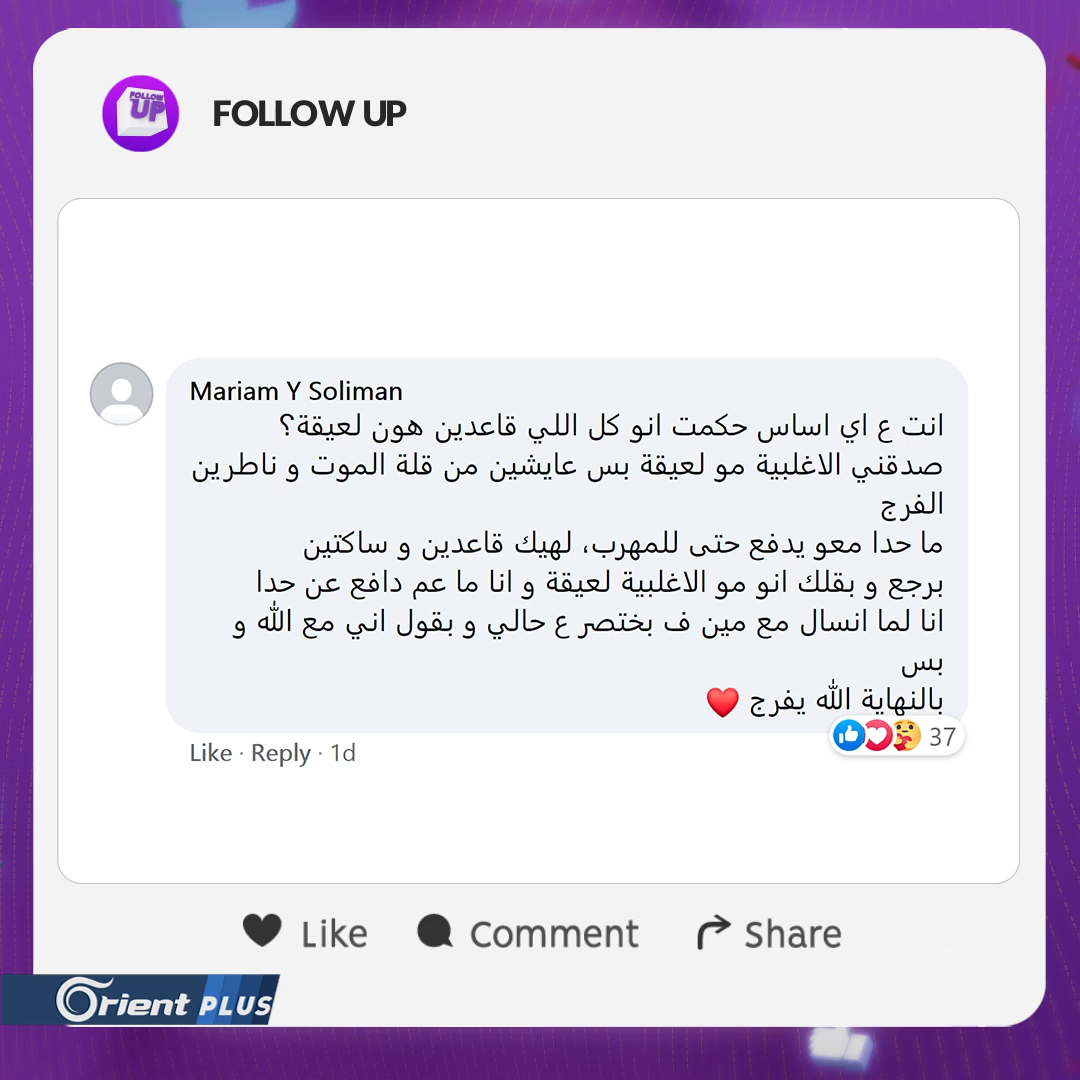 FOLLOW UP
FOLLOW UP
Mariam Y Soliman
انت ع اي اساس حكمت انو كل اللي قاعدين هون لعيقة؟
صدقني الاغلبية مو لعيقة بس عايشين من قلة الموت و ناطرين
الفرج
ما حدا معو يدفع حتى للمهرب، لهيك قاعدين و ساكتين
برجع و بقلك انو مو الاغلبية لعيقة و انا ما عم دافع عن حدا
انا لما انسال مع مين ف بختصر ع حالي و بقول اني مع الله و
بس
بالنهاية الله يفرج ❤️
Like · Reply · 1d
37
Like
Comment
Share
Orient PLUS